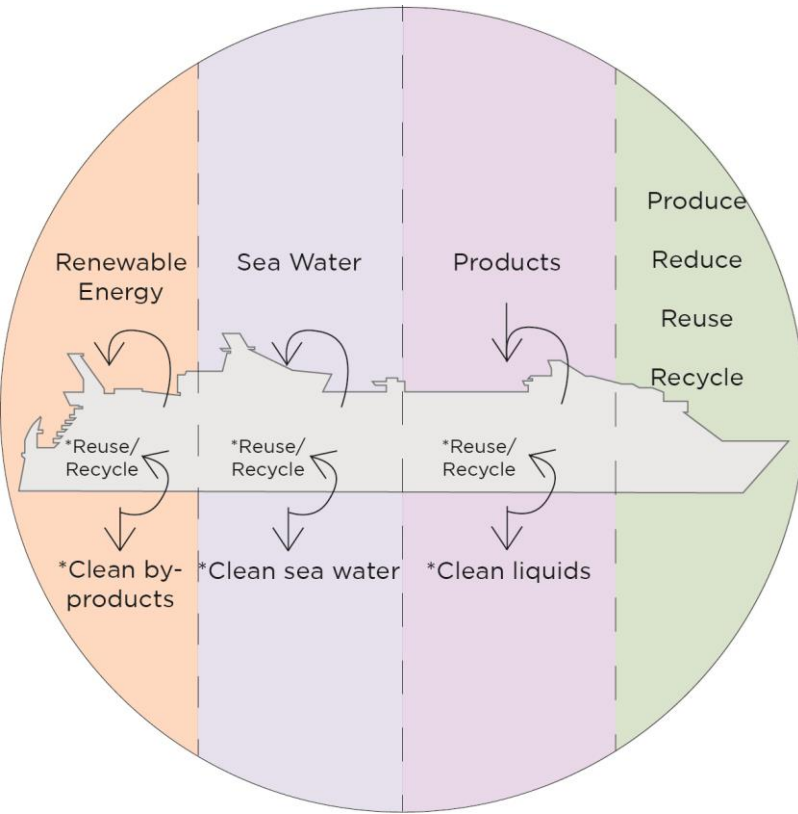 Renewable
Energy
Sea Water
Products
Produce
Reduce
Reuse
Recycle
*Reuse/
Recycle
*Reuse/
Recycle
*Reuse/
Recycle
*Clean by-
products
*Clean sea water
*Clean liquids